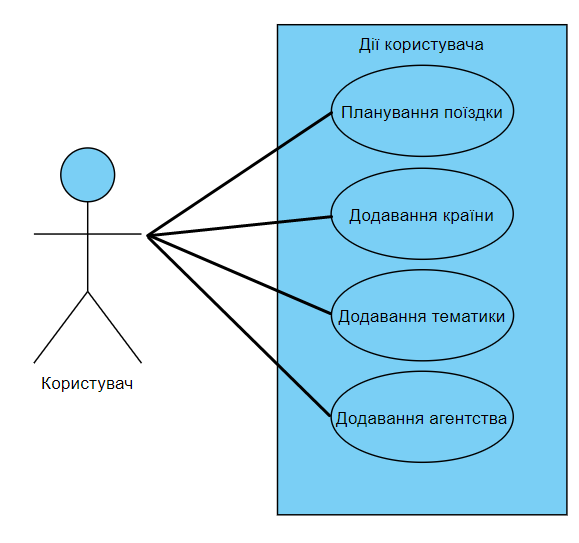 Дії користувача
Планування поїздки
Додавання країни
Додавання тематики
Додавання агентства
Користувач